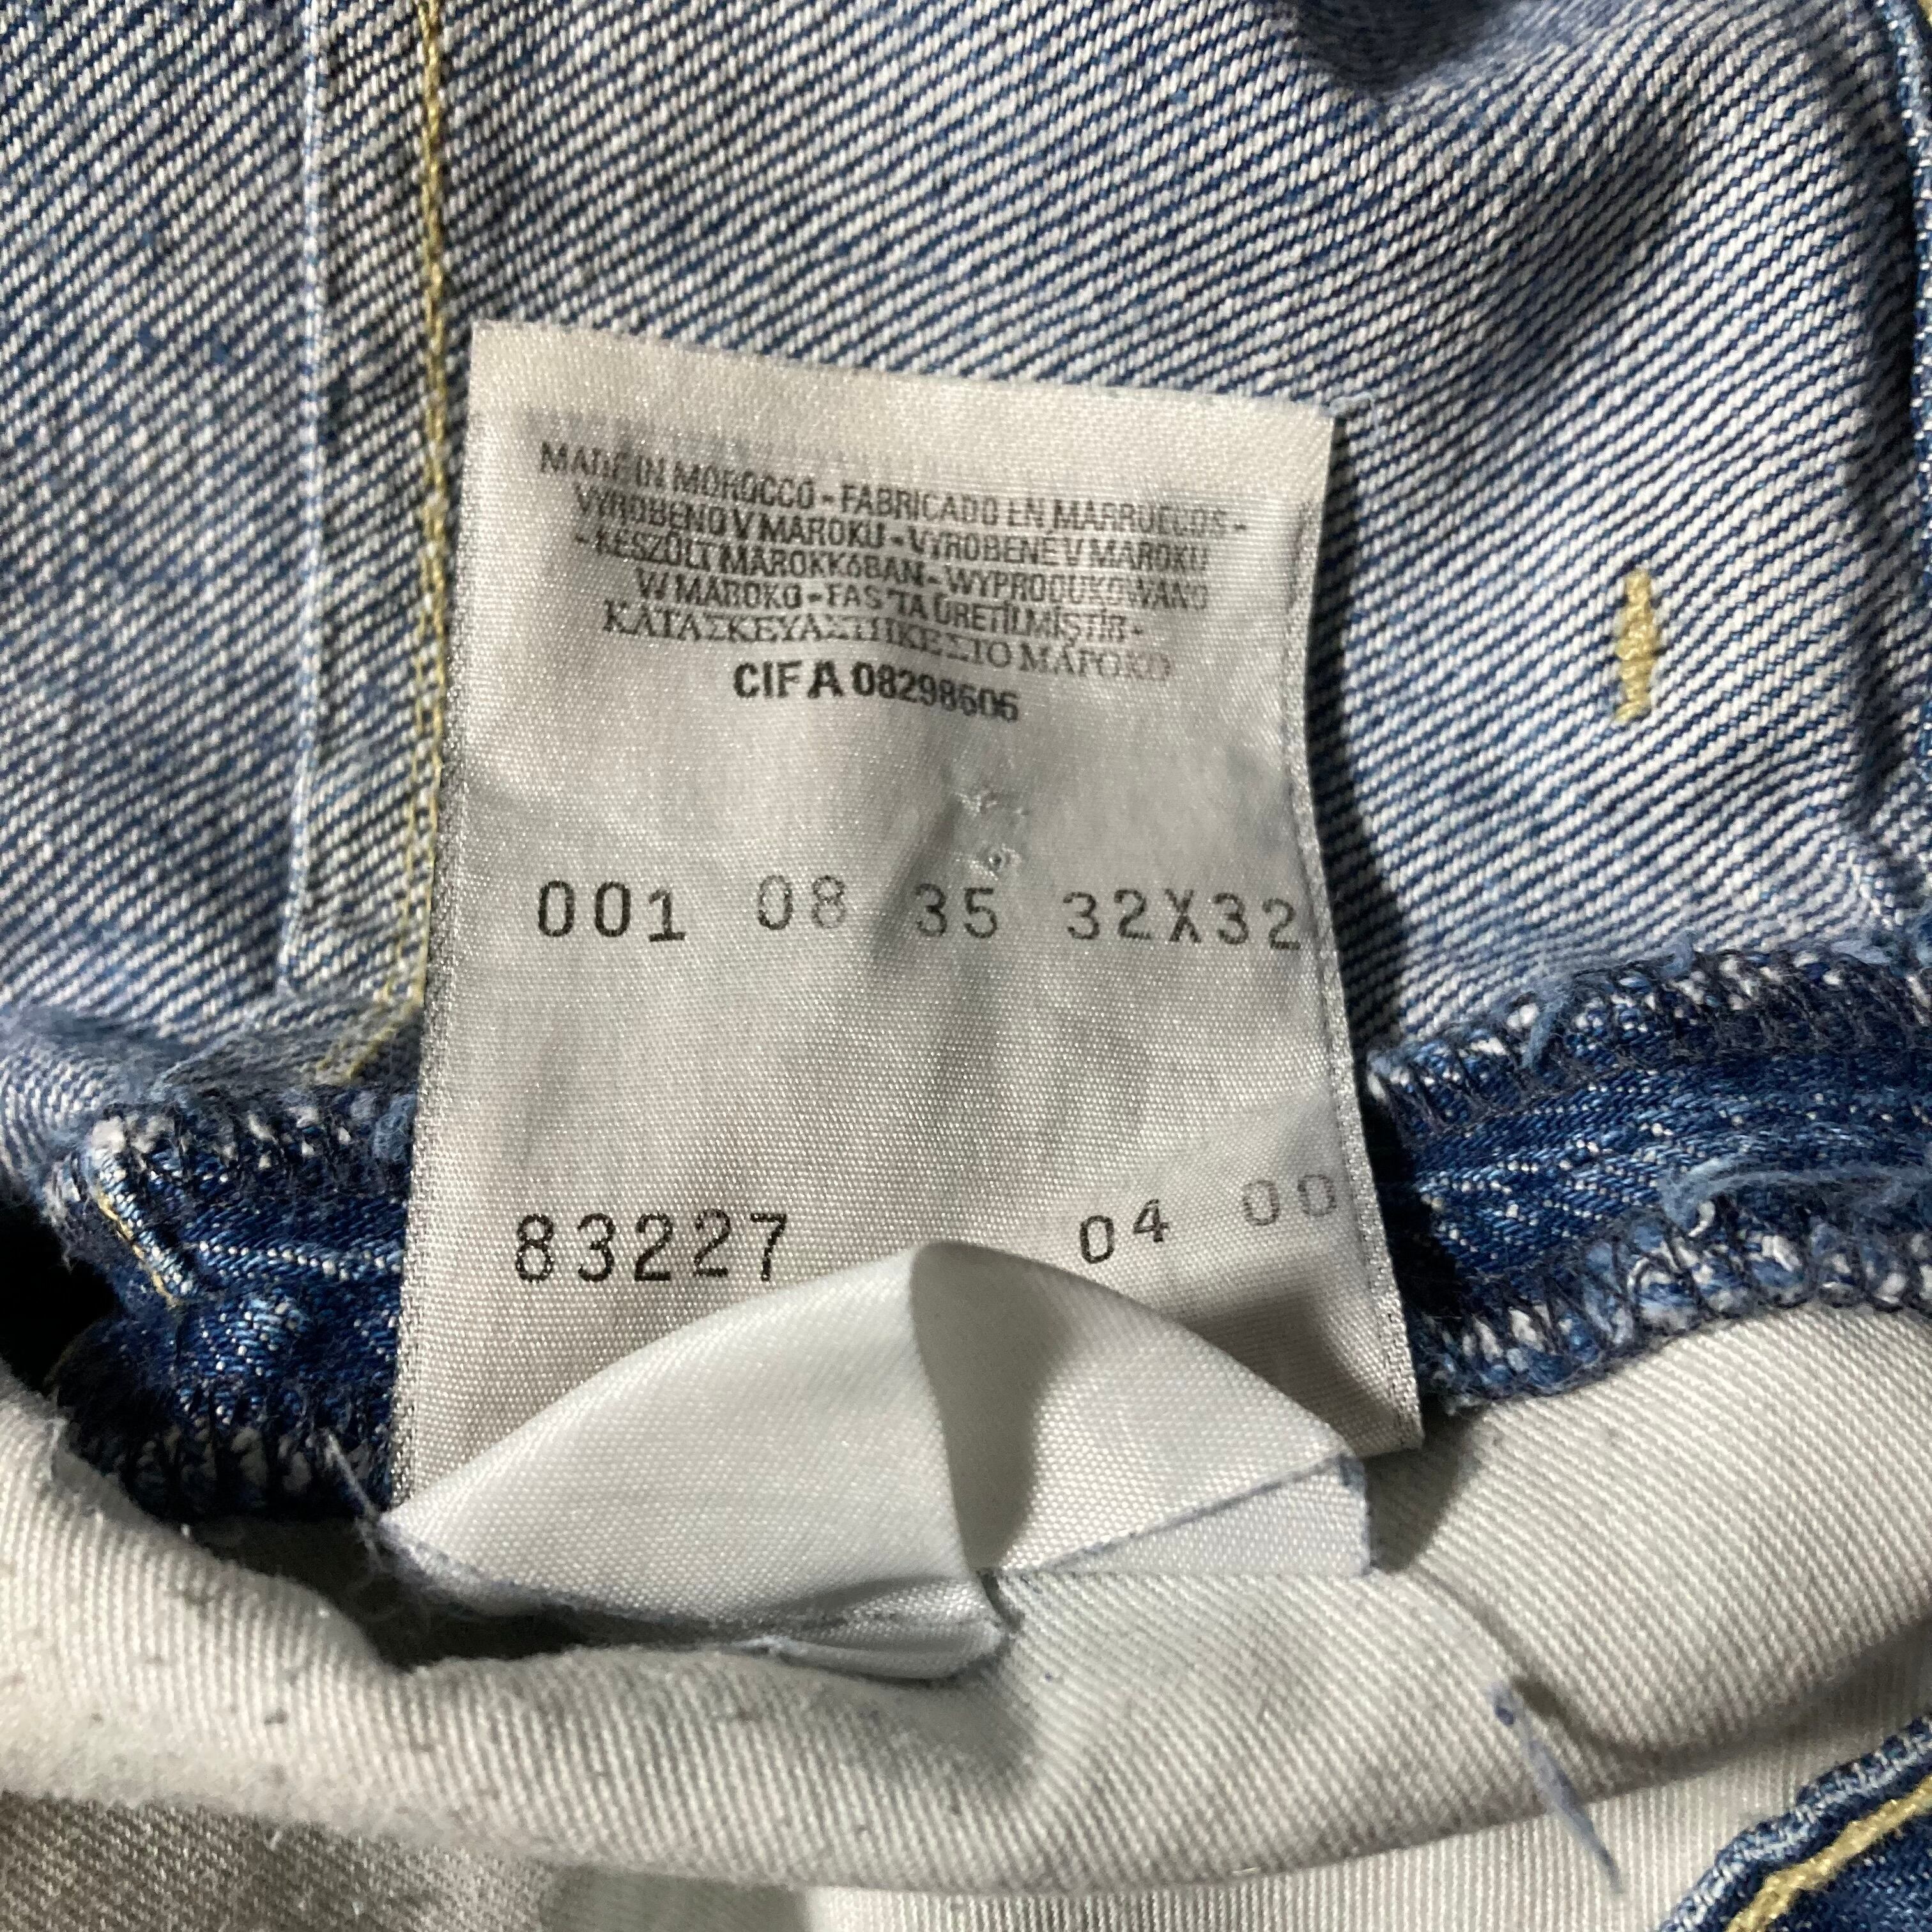 MADE IN MOROCCO - FABRICADO EN MARRUECOS -
VYROBENO V MAROKU - VYROBENÉ V MAROKU
- KESZÜLT MAROKKóBAN - WYPRODUKOWANO
W MAROKO - FAS'TA ÜRETİLMİŞTİR -
ΚΑΤΑΣΚΕΥΑΣΤΗΚΕ ΣΤΟ ΜΑΡΟΚΟ
CIF A 08298606
001 08 35 32X32
83227 04 00